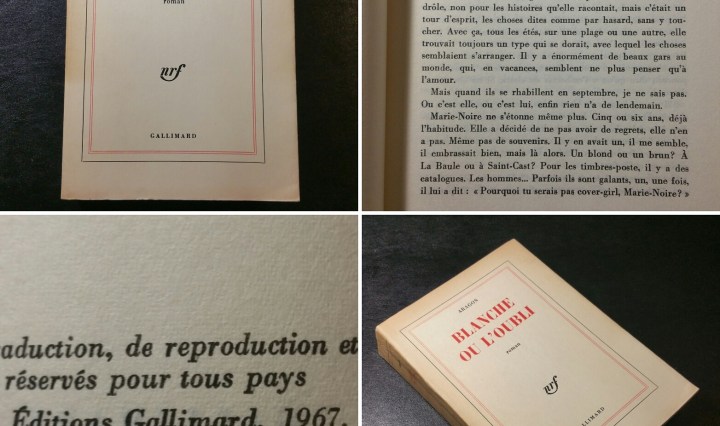 roman
nrf
GALLIMARD
drôle, non pour les histoires qu'elle racontait, mais c'était un
tour d'esprit, les choses dites comme par hasard, sans y tou-
cher. Avec ça, tous les étés, sur une plage ou une autre, elle
trouvait toujours un type qui se dorait, avec lequel les choses
semblaient s'arranger. Il y a énormément de beaux gars au
monde, qui, en vacances, semblent ne plus penser qu'à
l'amour.
Mais quand ils se rhabillent en septembre, je ne sais pas.
Ou c'est elle, ou c'est lui, enfin rien n'a de lendemain.
Marie-Noire ne s'étonne même plus. Cinq ou six ans, déjà
l'habitude. Elle a décidé de ne pas avoir de regrets, elle n'en
a pas. Même pas de souvenirs. Il y en avait un, il me semble,
il embrassait bien, mais là alors. Un blond ou un brun? À
La Baule ou à Saint-Cast? Pour les timbres-poste, il y a des
catalogues. Les hommes... Parfois ils sont galants, un, une fois,
il lui a dit : « Pourquoi tu serais pas cover-girl, Marie-Noire? »
aduction, de reproduction et
réservés pour tous pays
Éditions Gallimard, 1967.
ARAGON
BLANCHE
OU L'OUBLI
roman
nrf
GALLIMARD